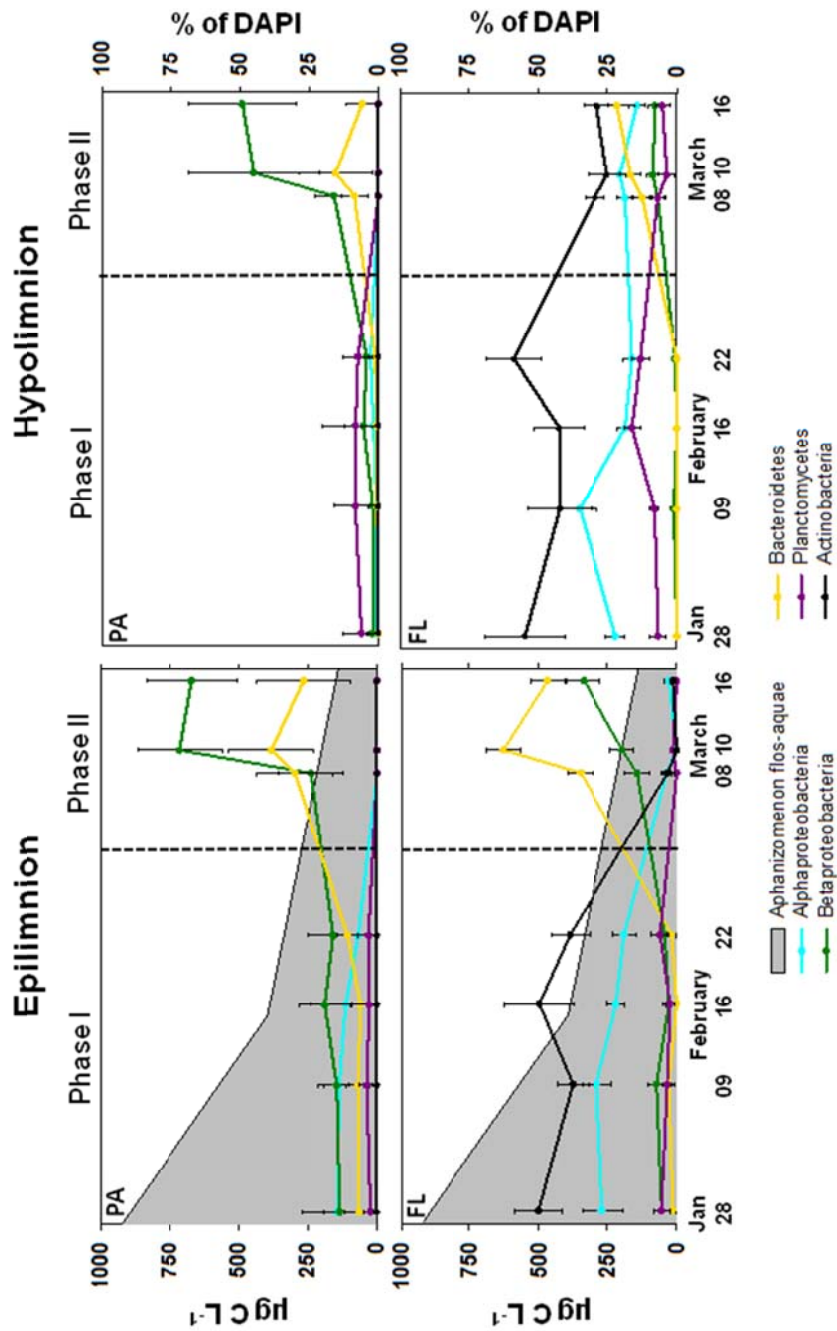 Epilimnion
Hypolimnion
Phase I
Phase II
Phase I
Phase II
PA
PA
1000
750
500
250
0
µg C L-1
100
75
50
25
0
% of DAPI
FL
FL
1000
750
500
250
0
µg C L-1
100
75
50
25
0
% of DAPI
28 09 16 22 08 10 16
Jan February March
28 09 16 22 08 10 16
Jan February March
Aphanizomenon flos-aquae
Alphaproteobacteria
Betaproteobacteria
Bacteroidetes
Planctomycetes
Actinobacteria